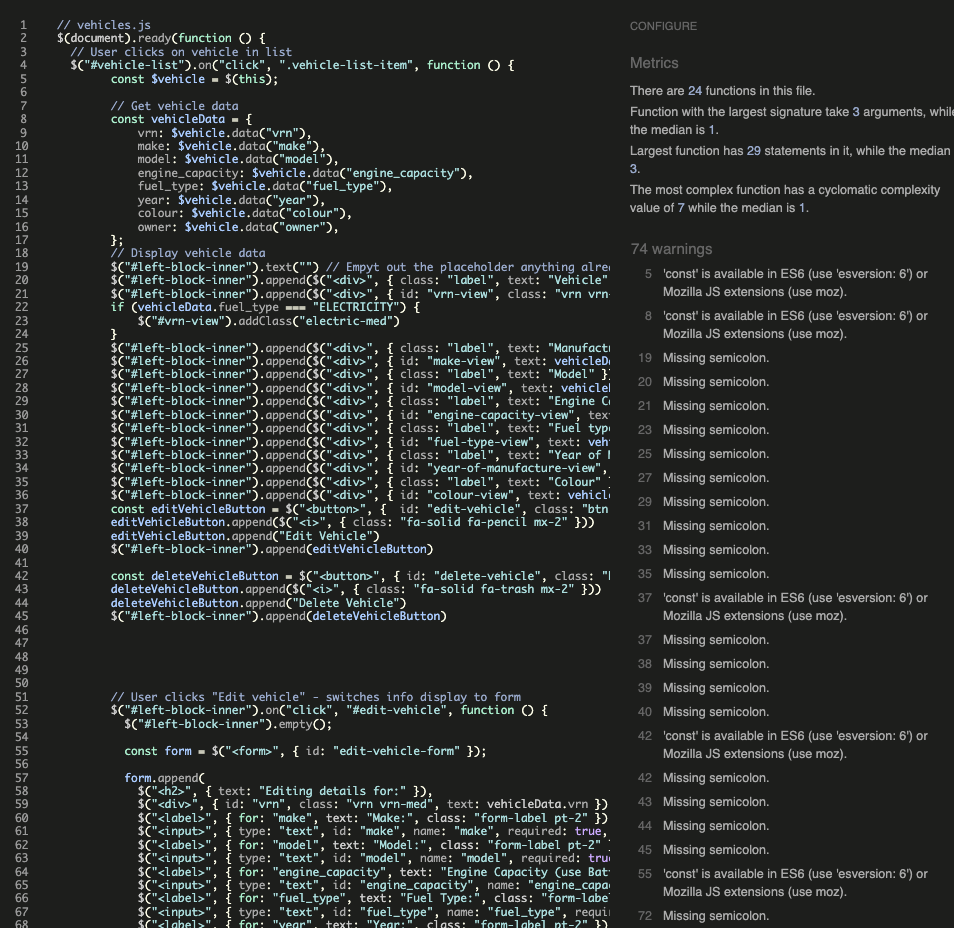 1 // vehicles.js
2 $(document).ready(function () {
3 // User clicks on vehicle in list
4 $("#vehicle-list").on("click", ".vehicle-list-item", function () {
5 const $vehicle = $(this);
6
7 // Get vehicle data
8 const vehicleData = {
9 vrn: $vehicle.data("vrn"),
10 make: $vehicle.data("make"),
11 model: $vehicle.data("model"),
12 engine_capacity: $vehicle.data("engine_capacity"),
13 fuel_type: $vehicle.data("fuel_type"),
14 year: $vehicle.data("year"),
15 colour: $vehicle.data("colour"),
16 owner: $vehicle.data("owner"),
17 };
18 // Display vehicle data
19 $("#left-block-inner").text("") // Empyt out the placeholder anything alre
20 $("#left-block-inner").append($("<div>", { class: "label", text: "Vehicle"
21 $("#left-block-inner").append($("<div>", { id: "vrn-view", class: "vrn vrn-
22 if (vehicleData.fuel_type === "ELECTRICITY") {
23 $("#vrn-view").addClass("electric-med")
24 }
25 $("#left-block-inner").append($("<div>", { class: "label", text: "Manufact
26 $("#left-block-inner").append($("<div>", { id: "make-view", text: vehicleD
27 $("#left-block-inner").append($("<div>", { class: "label", text: "Model" }
28 $("#left-block-inner").append($("<div>", { id: "model-view", text: vehicle
29 $("#left-block-inner").append($("<div>", { class: "label", text: "Engine C
30 $("#left-block-inner").append($("<div>", { id: "engine-capacity-view", tex
31 $("#left-block-inner").append($("<div>", { class: "label", text: "Fuel typ
32 $("#left-block-inner").append($("<div>", { id: "fuel-type-view", text: veh
33 $("#left-block-inner").append($("<div>", { class: "label", text: "Year of
34 $("#left-block-inner").append($("<div>", { id: "year-of-manufacture-view",
35 $("#left-block-inner").append($("<div>", { class: "label", text: "Colour"
36 $("#left-block-inner").append($("<div>", { id: "colour-view", text: vehicl
37 const editVehicleButton = $("<button>", {  id: "edit-vehicle", class: "btn
38 editVehicleButton.append($("<i>", { class: "fa-solid fa-pencil mx-2" }))
39 editVehicleButton.append("Edit Vehicle")
40 $("#left-block-inner").append(editVehicleButton)
41
42 const deleteVehicleButton = $("<button>", { id: "delete-vehicle", class: "
43 deleteVehicleButton.append($("<i>", { class: "fa-solid fa-trash mx-2" }))
44 deleteVehicleButton.append("Delete Vehicle")
45 $("#left-block-inner").append(deleteVehicleButton)
46
47
48
49
50
51 // User clicks "Edit vehicle" - switches info display to form
52 $("#left-block-inner").on("click", "#edit-vehicle", function () {
53 $("#left-block-inner").empty();
54
55 const form = $("<form>", { id: "edit-vehicle-form" });
56
57 form.append(
58 $("<h2>", { text: "Editing details for:" }),
59 $("<div>", { id: "vrn", class: "vrn vrn-med", text: vehicleData.vrn })
60 $("<label>", { for: "make", text: "Make:", class: "form-label pt-2" })
61 $("<input>", { type: "text", id: "make", name: "make", required: true,
62 $("<label>", { for: "model", text: "Model:", class: "form-label pt-2"
63 $("<input>", { type: "text", id: "model", name: "model", required: tru
64 $("<label>", { for: "engine_capacity", text: "Engine Capacity (use Bat
65 $("<input>", { type: "text", id: "engine_capacity", name: "engine_capa
66 $("<label>", { for: "fuel_type", text: "Fuel Type:", class: "form-labe
67 $("<input>", { type: "text", id: "fuel_type", name: "fuel_type", requi
68 $("<label>", { for: "year", text: "Year:", class: "form-label pt-2" })
CONFIGURE
Metrics
There are 24 functions in this file.
Function with the largest signature take 3 arguments, while
the median is 1.
Largest function has 29 statements in it, while the median
3.
The most complex function has a cyclomatic complexity
value of 7 while the median is 1.
74 warnings
5 'const' is available in ES6 (use 'esversion: 6') or
Mozilla JS extensions (use moz).
8 'const' is available in ES6 (use 'esversion: 6') or
Mozilla JS extensions (use moz).
19 Missing semicolon.
20 Missing semicolon.
21 Missing semicolon.
23 Missing semicolon.
25 Missing semicolon.
27 Missing semicolon.
29 Missing semicolon.
31 Missing semicolon.
33 Missing semicolon.
35 Missing semicolon.
37 'const' is available in ES6 (use 'esversion: 6') or
Mozilla JS extensions (use moz).
37 Missing semicolon.
38 Missing semicolon.
39 Missing semicolon.
40 Missing semicolon.
42 'const' is available in ES6 (use 'esversion: 6') or
Mozilla JS extensions (use moz).
42 Missing semicolon.
43 Missing semicolon.
44 Missing semicolon.
45 Missing semicolon.
55 'const' is available in ES6 (use 'esversion: 6') or
Mozilla JS extensions (use moz).
72 Missing semicolon.